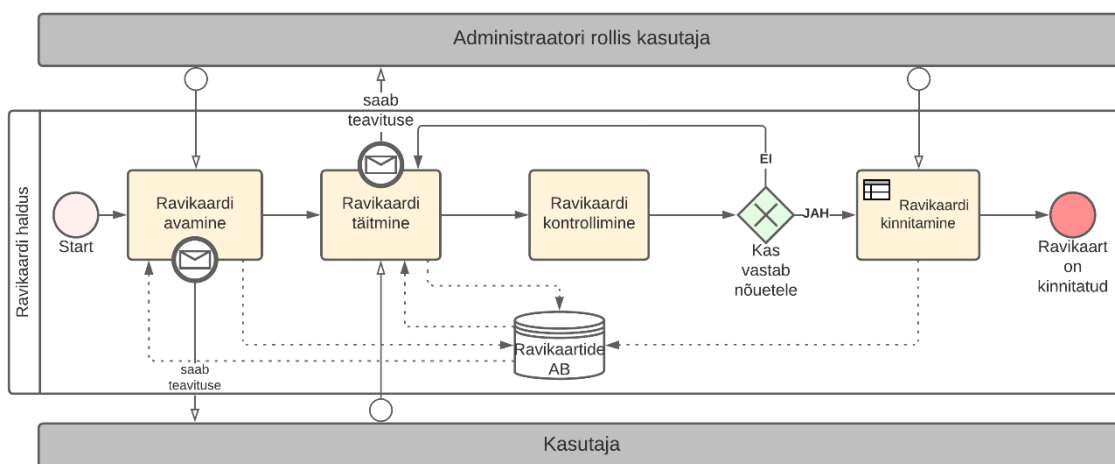 Administraatori rollis kasutaja
saab
teavituse
Ravikaardi haldus
Start
Ravikaardi
avamine
Ravikaardi
täitmine
Ravikaardi
kontrollimine
EI
JAH
Kas
vastab
nõuetele
Ravikaardi
kinnitamine
Ravikaart
on
kinnitatud
Ravikaartide
AB
saab
teavituse
Kasutaja